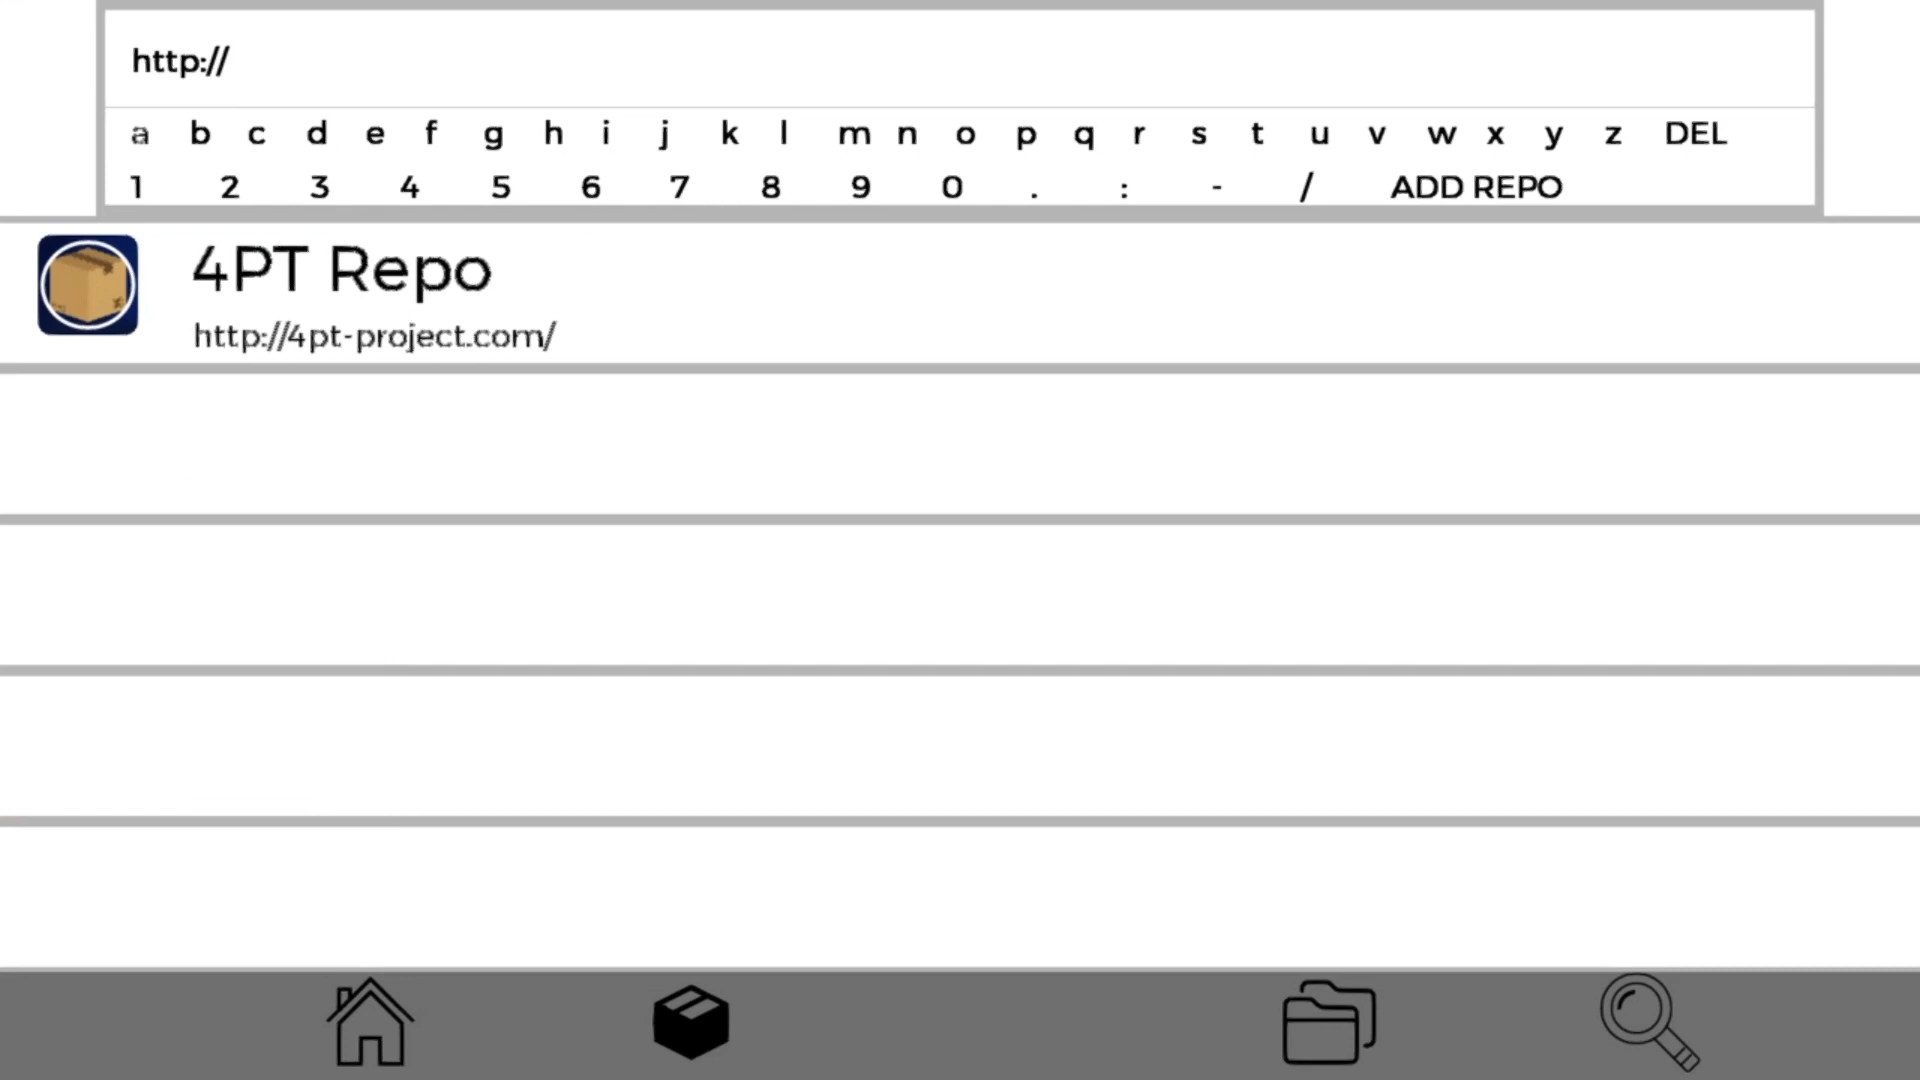 http://
a b c d e f g h i j k l m n o p q r s t u v w x y z DEL
1 2 3 4 5 6 7 8 9 0 . : - / ADD REPO
4PT Repo
http://4pt-project.com/